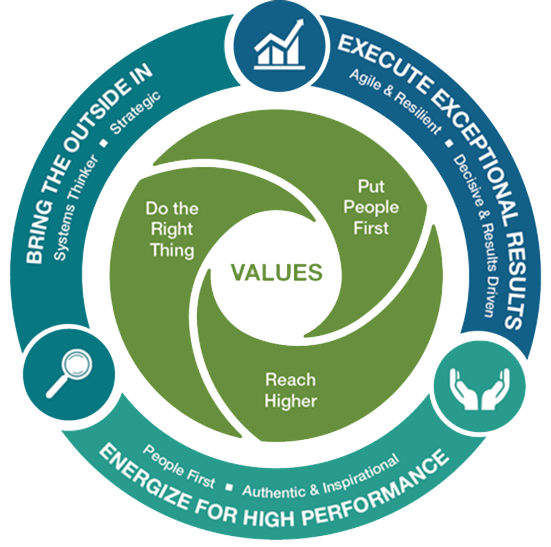 BRING THE OUTSIDE IN
Systems Thinker ■ Strategic
EXECUTE EXCEPTIONAL RESULTS
Agile & Resilient ■ Decisive & Results Driven
Do the
Right
Thing
Put
People
First
VALUES
Reach
Higher
People First ■ Authentic & Inspirational
ENERGIZE FOR HIGH PERFORMANCE